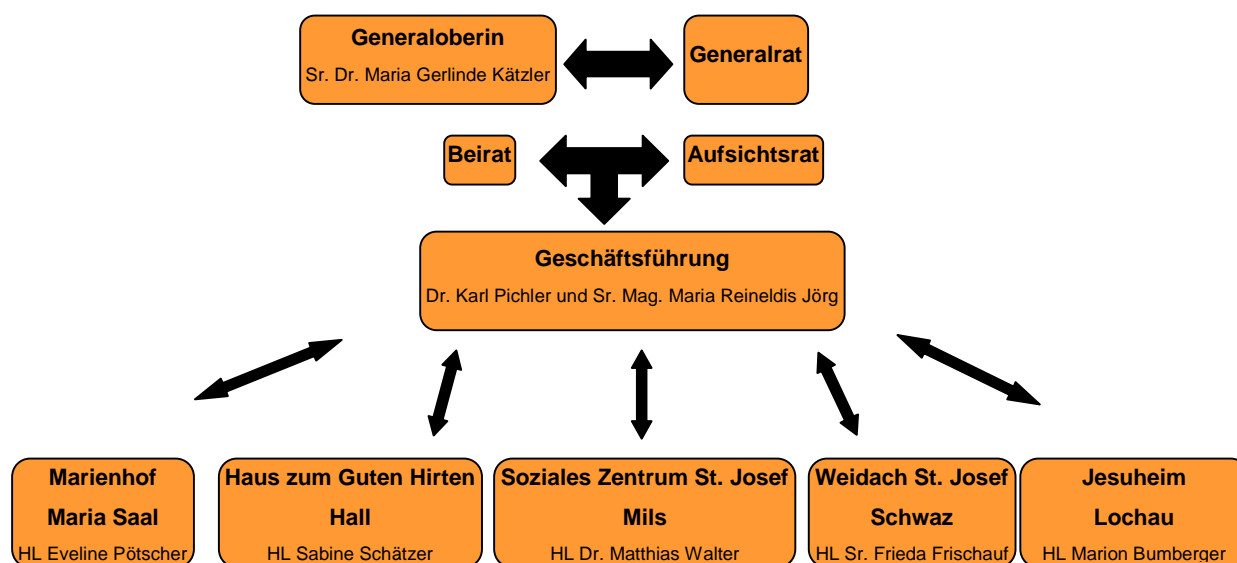 Generaloberin
Sr. Dr. Maria Gerlinde Kätzler
Generalrat
Beirat
Aufsichtsrat
Geschäftsführung
Dr. Karl Pichler und Sr. Mag. Maria Reineldis Jörg
Marienhof
Maria Saal
HL Eveline Pötscher
Haus zum Guten Hirten
Hall
HL Sabine Schätzer
Soziales Zentrum St. Josef
Mils
HL Dr. Matthias Walter
Weidach St. Josef
Schwaz
HL Sr. Frieda Frischauf
Jesuheim
Lochau
HL Marion Bumberger